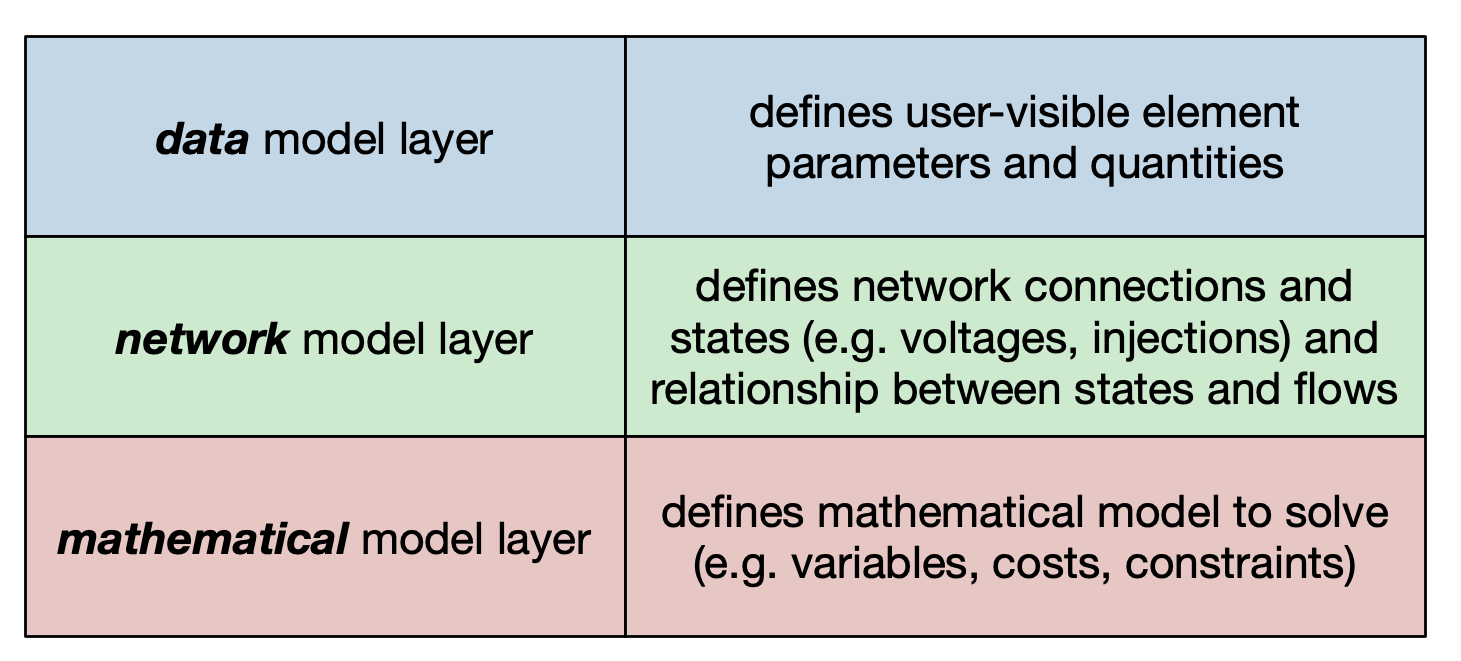 data model layer
defines user-visible element
parameters and quantities
network model layer
defines network connections and
states (e.g. voltages, injections) and
relationship between states and flows
mathematical model layer
defines mathematical model to solve
(e.g. variables, costs, constraints)